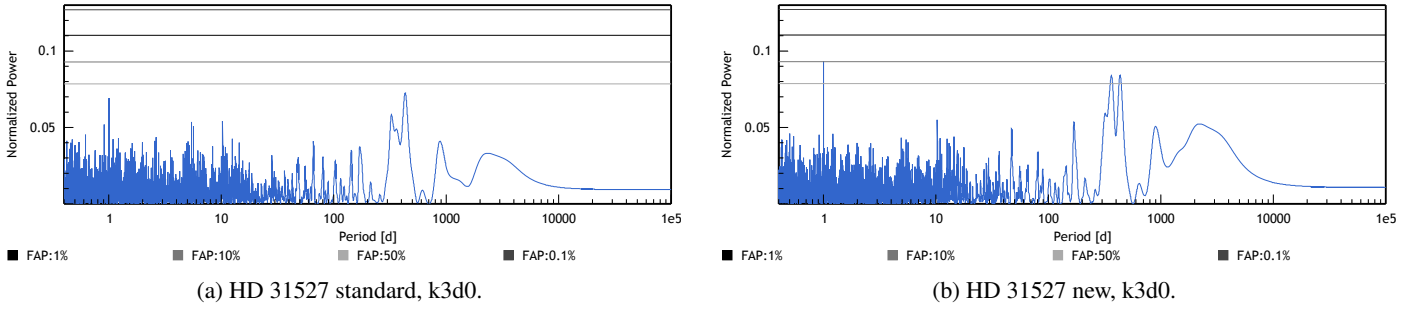 0.1
0.05
Normalized Power
1 10 100 1000 10000 1e5
Period [d]
FAP:1% FAP:10% FAP:50% FAP:0.1%
(a) HD 31527 standard, k3d0.
0.1
0.05
Normalized Power
1 10 100 1000 10000 1e5
Period [d]
FAP:1% FAP:10% FAP:50% FAP:0.1%
(b) HD 31527 new, k3d0.